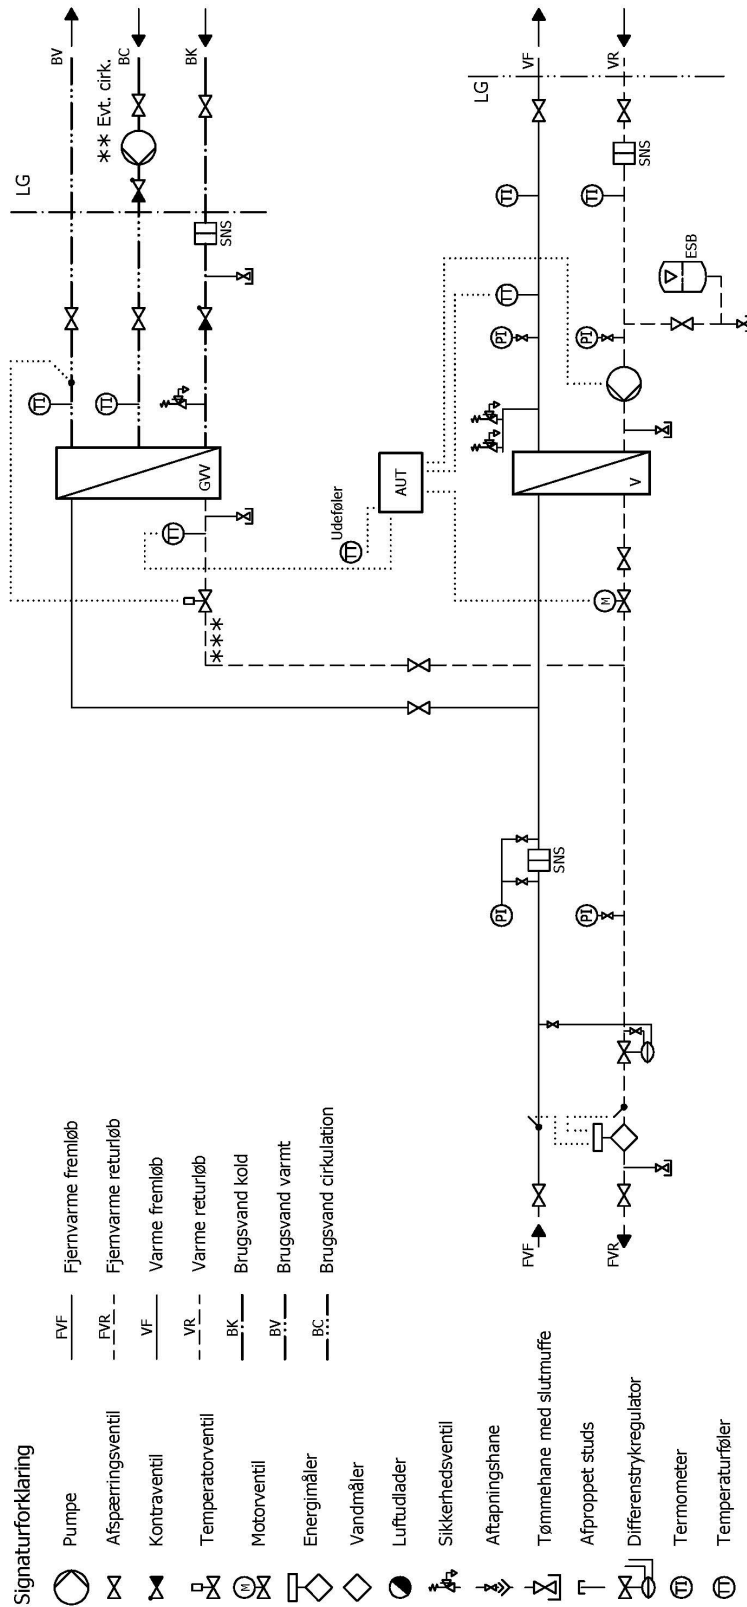 Signaturforklaring
Pumpe
Afspærringsventil
Kontraventil
Temperatorventil
M
Motorventil
Energimåler
Vandmåler
Luftudlader
Sikkerhedsventil
Aftapningshane
Tømmehane med slutmuffe
Afproppet studs
Differenstrykregulator
TI
Termometer
TT
Temperaturføler
FVF
Fjernvarme fremløb
FVR
Fjernvarme returløb
VF
Varme fremløb
VR
Varme returløb
BK
Brugsvand kold
BV
Brugsvand varmt
BC
Brugsvand cirkulation
LG
BV
BC
** Evt. cirk.
BK
SNS
TI
TI
GVV
TT
***
Udeføler
TT
AUT
LG
VF
VR
SNS
TI
TI
TT
PI
PI
ESB
V
M
SNS
PI
PI
FVF
FVR